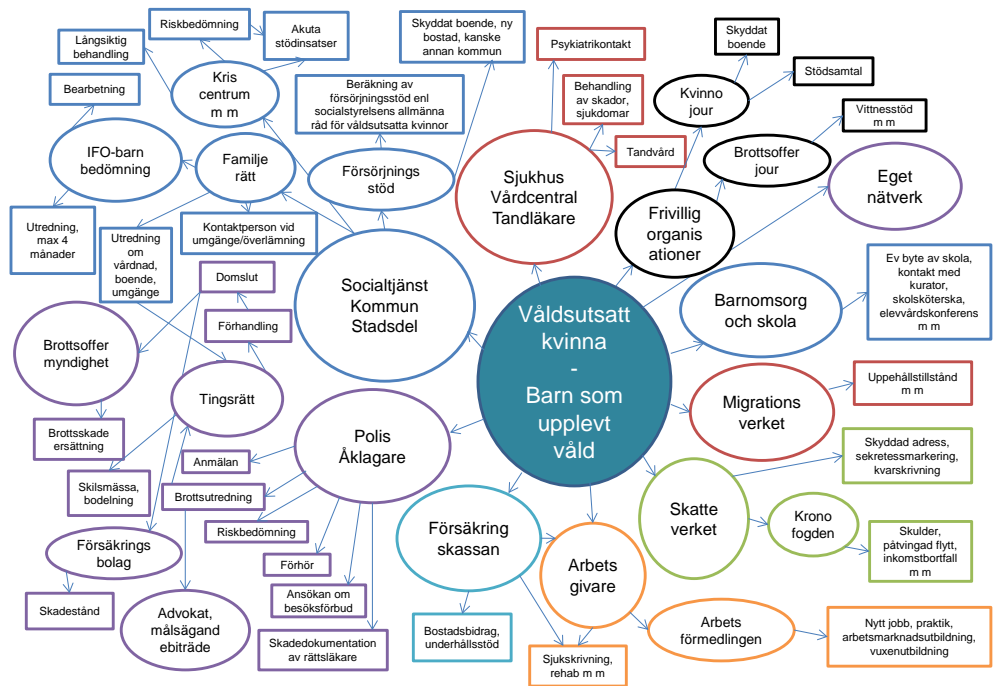 Riskbedömning
Akuta
stödinsatser
Långsiktig
behandling
Kris
centrum
m m
Bearbetning
IFO-barn
bedömning
Familje
rätt
Utredning,
max 4
månader
Utredning
om
vårdnad,
boende,
umgänge
Kontaktperson vid
umgänge/överlämning
Beräkning av
försörjningsstöd enl
socialstyrelsens allmänna
råd för våldsutsatta kvinnor
Försörjnings
stöd
Skyddat boende, ny
bostad, kanske
annan kommun
Socialtjänst
Kommun
Stadsdel
Psykiatrikontakt
Behandling
av skador,
sjukdomar
Tandvård
Sjukhus
Vårdcentral
Tandläkare
Skyddat
boende
Stödsamtal
Kvinno
jour
Vittnesstöd
m m
Brottsoffer
jour
Frivillig
organis
ationer
Eget
nätverk
Våldsutsatt
kvinna
-
Barn som
upplevt
våld
Barnomsorg
och skola
Ev byte av skola,
kontakt med
kurator,
skolsköterska,
elevvårdskonferens
m m
Migrations
verket
Uppehållstillstånd
m m
Skatte
verket
Skyddad adress,
sekretessmarkering,
kvarskrivning
Krono
fogden
Skulder,
påtvingad flytt,
inkomstbortfall
m m
Domslut
Förhandling
Brottsoffer
myndighet
Tingsrätt
Brottsskade
ersättning
Skilsmässa,
bodelning
Försäkrings
bolag
Skadestånd
Advokat,
målsägand
ebiträde
Polis
Åklagare
Anmälan
Brottsutredning
Riskbedömning
Förhör
Ansökan om
besöksförbud
Skadedokumentation
av rättsläkare
Försäkring
skassan
Bostadsbidrag,
underhållsstöd
Arbets
givare
Sjukskrivning,
rehab m m
Arbets
förmedlingen
Nytt jobb, praktik,
arbetsmarknadsutbildning,
vuxenutbildning